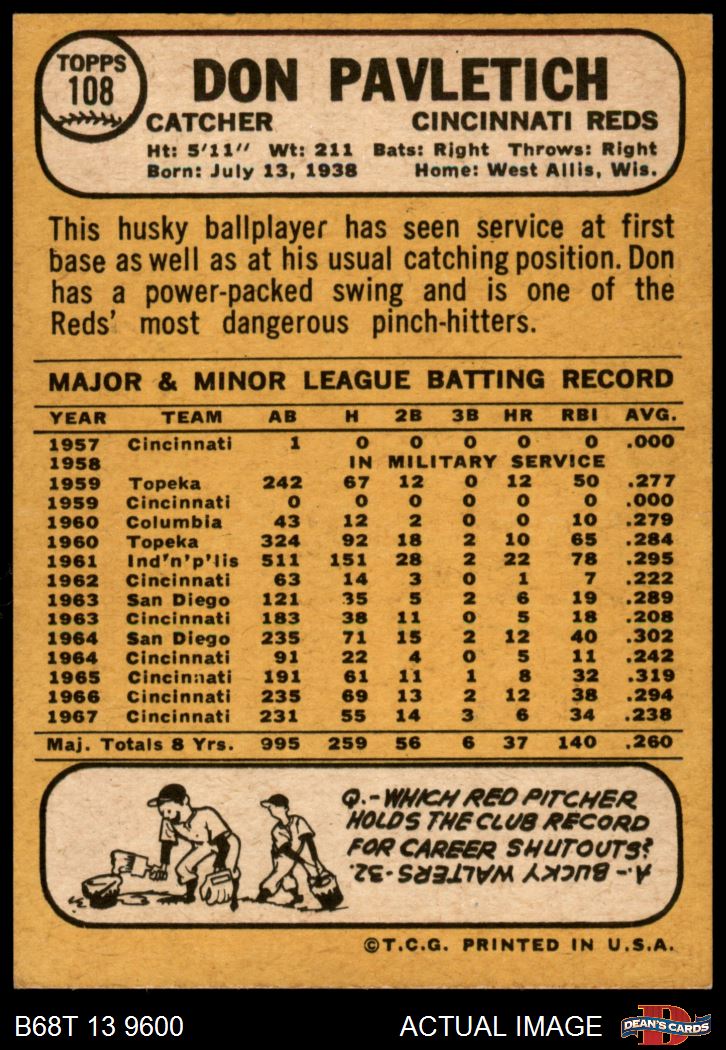 TOPPS
108
DON PAVLETICH
CATCHER CINCINNATI REDS
Ht: 5'11" Wt: 211 Bats: Right Throws: Right
Born: July 13, 1938 Home: West Allis, Wis.
This husky ballplayer has seen service at first
base as well as at his usual catching position. Don
has a power-packed swing and is one of the
Reds' most dangerous pinch-hitters.
MAJOR & MINOR LEAGUE BATTING RECORD
YEAR TEAM AB H 2B 3B HR RBI AVG.
1957 Cincinnati 1 0 0 0 0 0 .000
1958 IN MILITARY SERVICE
1959 Topeka 242 67 12 0 12 50 .277
1959 Cincinnati 0 0 0 0 0 0 .000
1960 Columbia 43 12 2 0 0 10 .279
1960 Topeka 324 92 18 2 10 65 .284
1961 Ind'n'p'lis 511 151 28 2 22 78 .295
1962 Cincinnati 63 14 3 0 1 7 .222
1963 San Diego 121 35 5 2 6 19 .289
1963 Cincinnati 183 38 11 0 5 18 .208
1964 San Diego 235 71 15 2 12 40 .302
1964 Cincinnati 91 22 4 0 5 11 .242
1965 Cincinnati 191 61 11 1 8 32 .319
1966 Cincinnati 235 69 13 2 12 38 .294
1967 Cincinnati 231 55 14 3 6 34 .238
Maj. Totals 8 Yrs. 995 259 56 6 37 140 .260
Q.-WHICH RED PITCHER
HOLDS THE CLUB RECORD
FOR CAREER SHUTOUTS?
A.-BUCKY WALTERS-32.
©T.C.G. PRINTED IN U.S.A.
B68T 13 9600 ACTUAL IMAGE
D
DEAN'S CARDS